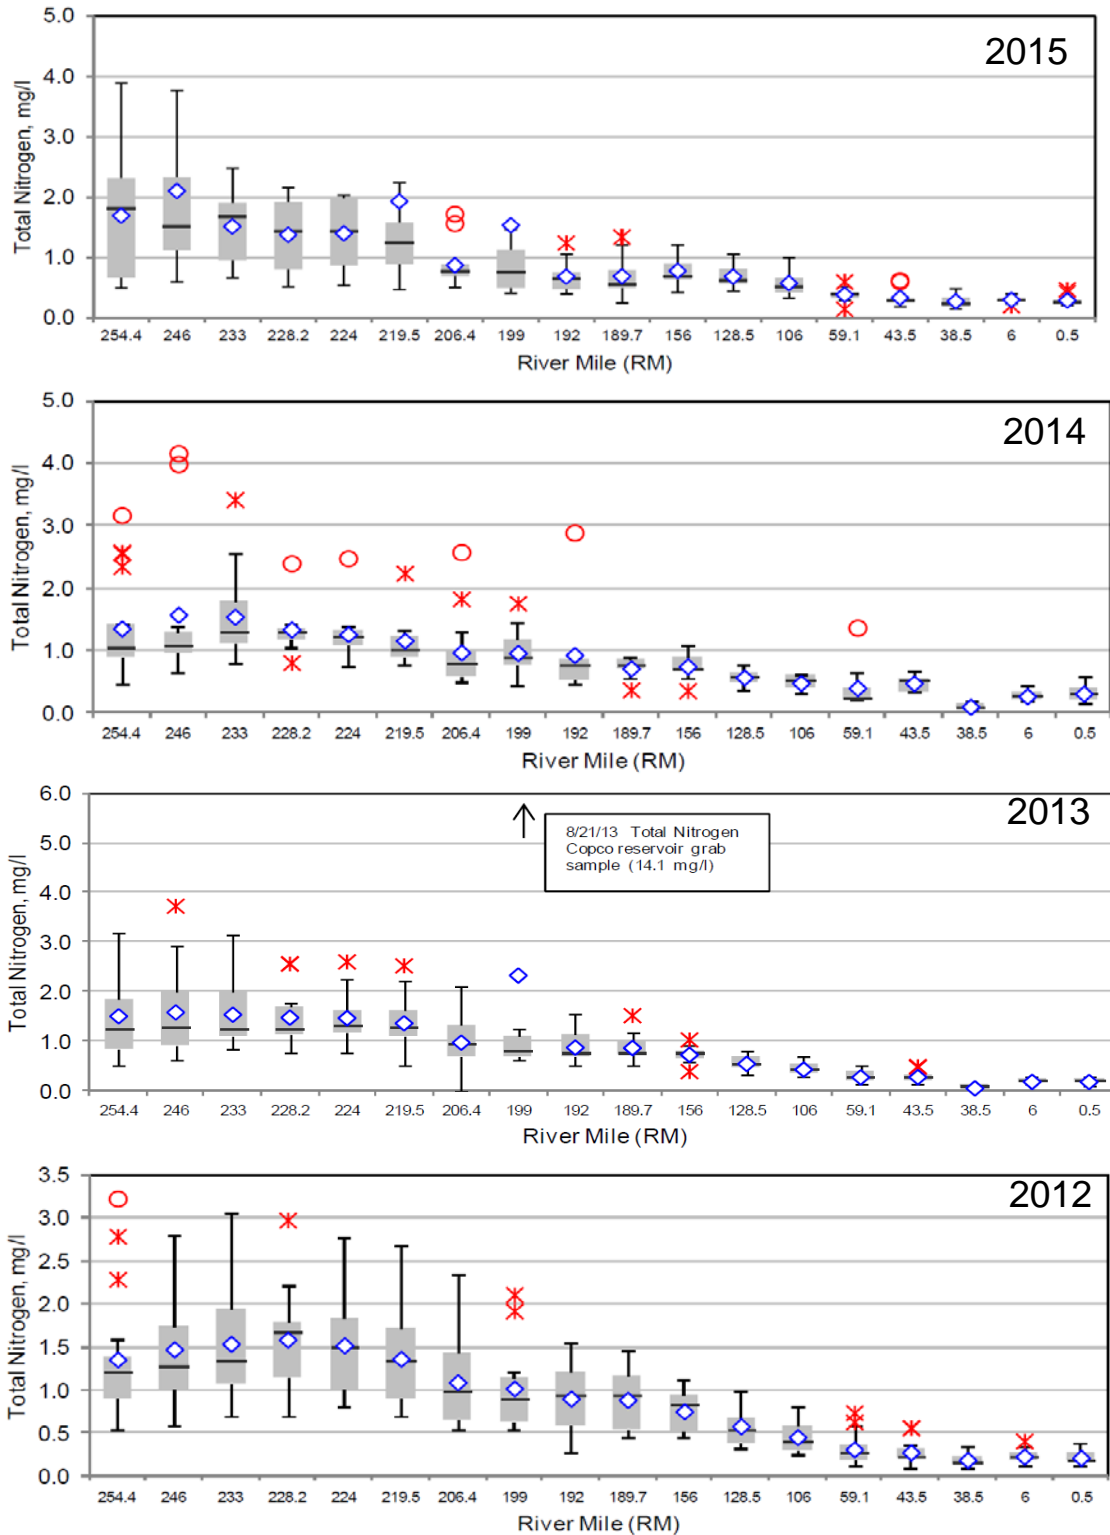 5.0
2015
4.0
3.0
2.0
1.0
0.0
Total Nitrogen, mg/l
254.4 246 233 228.2 224 219.5 206.4 199 192 189.7 156 128.5 106 59.1 43.5 38.5 6 0.5
River Mile (RM)
5.0
2014
4.0
3.0
2.0
1.0
0.0
Total Nitrogen, mg/l
254.4 246 233 228.2 224 219.5 206.4 199 192 189.7 156 128.5 106 59.1 43.5 38.5 6 0.5
River Mile (RM)
6.0
2013
8/21/13 Total Nitrogen
Copco reservoir grab
sample (14.1 mg/l)
5.0
4.0
3.0
2.0
1.0
0.0
Total Nitrogen, mg/l
254.4 246 233 228.2 224 219.5 206.4 199 192 189.7 156 128.5 106 59.1 43.5 38.5 6 0.5
River Mile (RM)
3.5
2012
3.0
2.5
2.0
1.5
1.0
0.5
0.0
Total Nitrogen, mg/l
254.4 246 233 228.2 224 219.5 206.4 199 192 189.7 156 128.5 106 59.1 43.5 38.5 6 0.5
River Mile (RM)